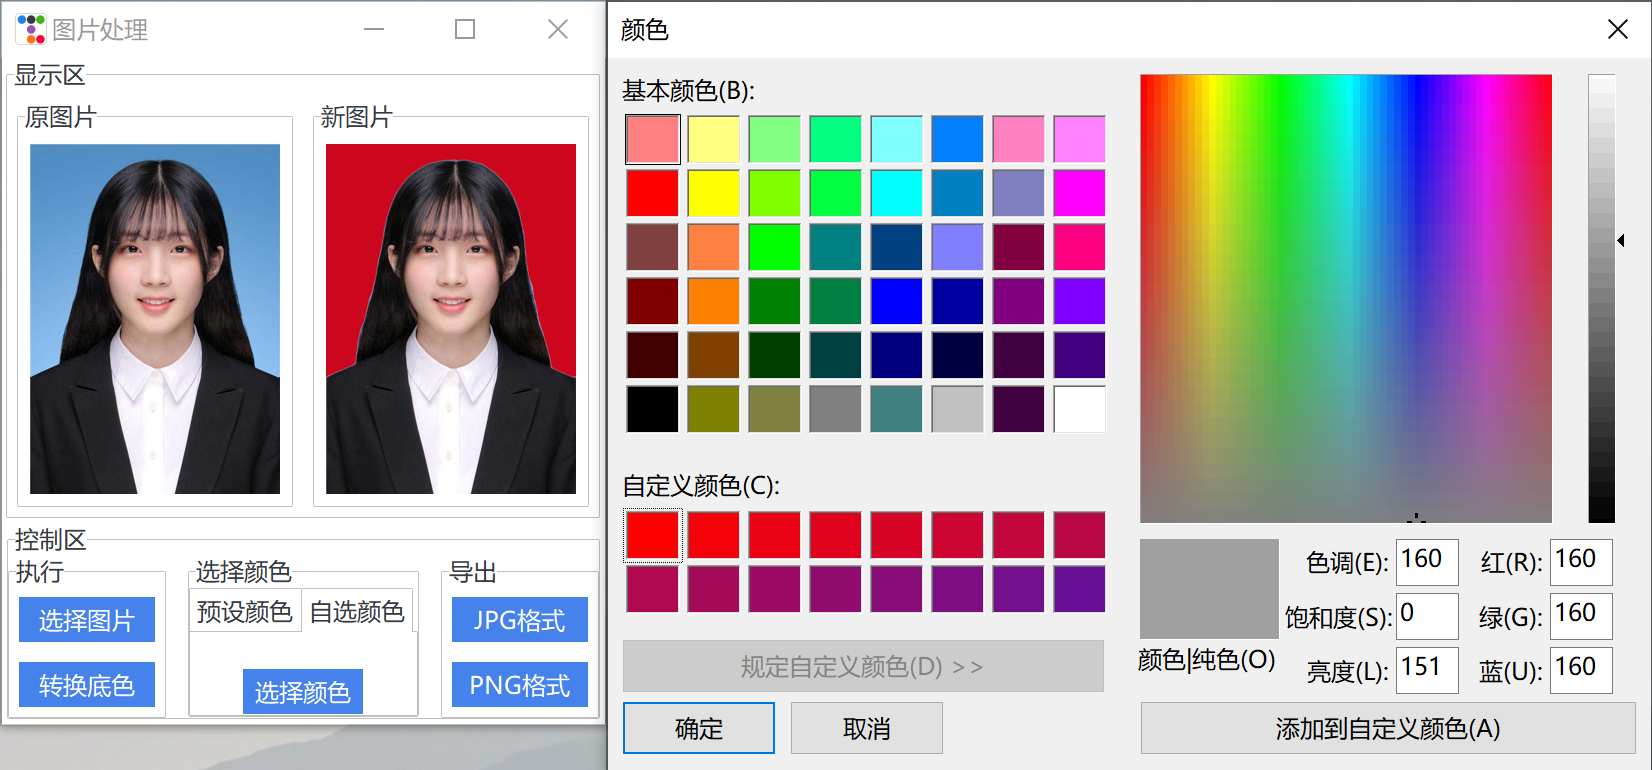 图片处理
显示区
原图片
新图片
控制区
执行
选择图片
转换底色
选择颜色
预设颜色 自选颜色
选择颜色
导出
JPG格式
PNG格式
颜色
基本颜色(B):
自定义颜色(C):
规定自定义颜色(D) >>
确定 取消
颜色|纯色(O)
色调(E): 160 红(R): 160
饱和度(S): 0 绿(G): 160
亮度(L): 151 蓝(U): 160
添加到自定义颜色(A)